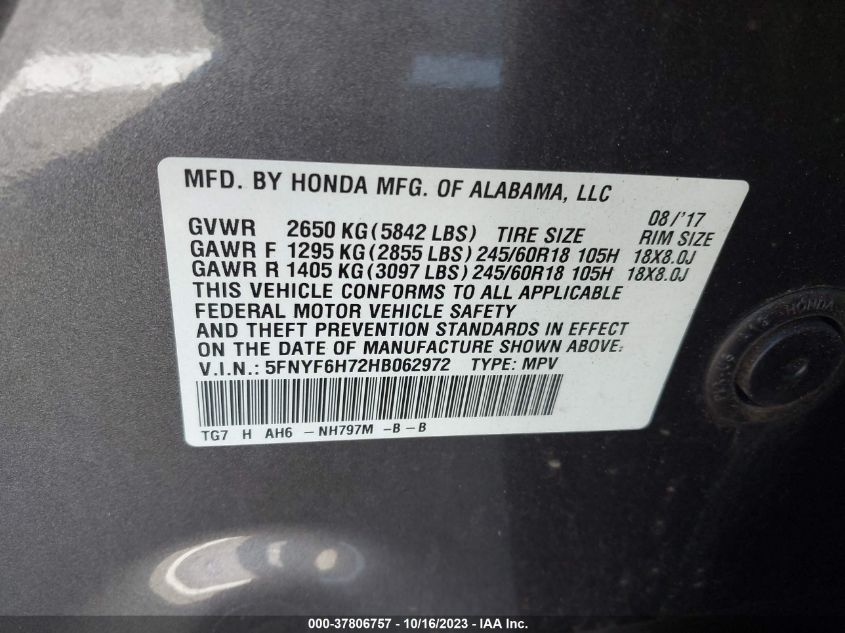 MFD. BY HONDA MFG. OF ALABAMA, LLC
08/'17
GVWR 2650 KG(5842 LBS) TIRE SIZE RIM SIZE
GAWR F 1295 KG(2855 LBS) 245/60R18 105H 18X8.0J
GAWR R 1405 KG(3097 LBS) 245/60R18 105H 18X8.0J
THIS VEHICLE CONFORMS TO ALL APPLICABLE
FEDERAL MOTOR VEHICLE SAFETY
AND THEFT PREVENTION STANDARDS IN EFFECT
ON THE DATE OF MANUFACTURE SHOWN ABOVE.
V.I.N.: 5FNYF6H72HB062972 TYPE: MPV
TG7 H AH6 -NH797M -B-B
HONDA
000-37806757 - 10/16/2023 - IAA Inc.